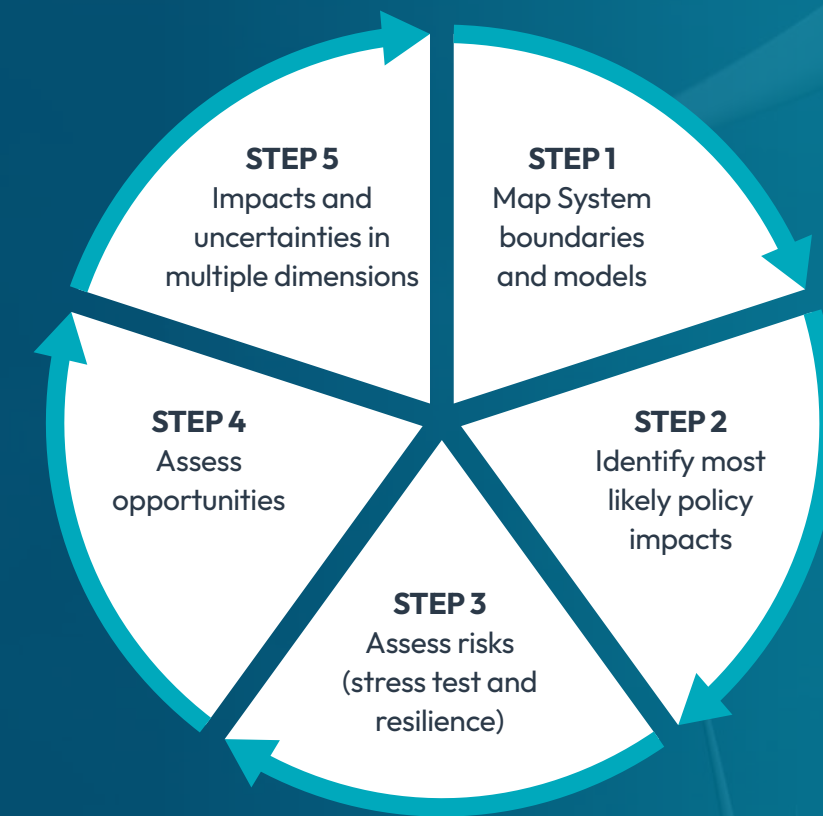 STEP 1
Map System
boundaries
and models
STEP 2
Identify most
likely policy
impacts
STEP 3
Assess risks
(stress test and
resilience)
STEP 4
Assess
opportunities
STEP 5
Impacts and
uncertainties in
multiple dimensions